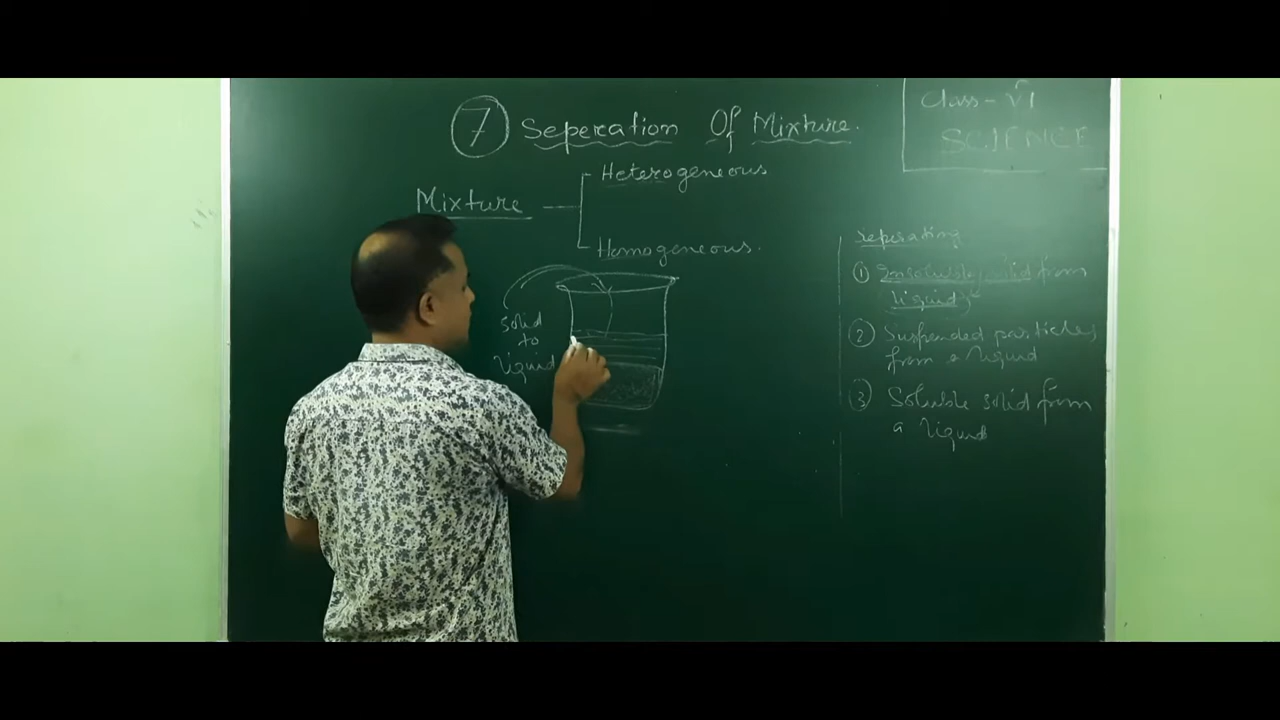 Class - VI
SCIENCE
7 Seperation Of Mixture.
Heterogeneous
Mixture
Homogeneous.
solid
to
liquid
Seperating
1 Insoluble solid from
liquid
2 Suspended particles
from a liquid
3 Soluble solid from
a liquid